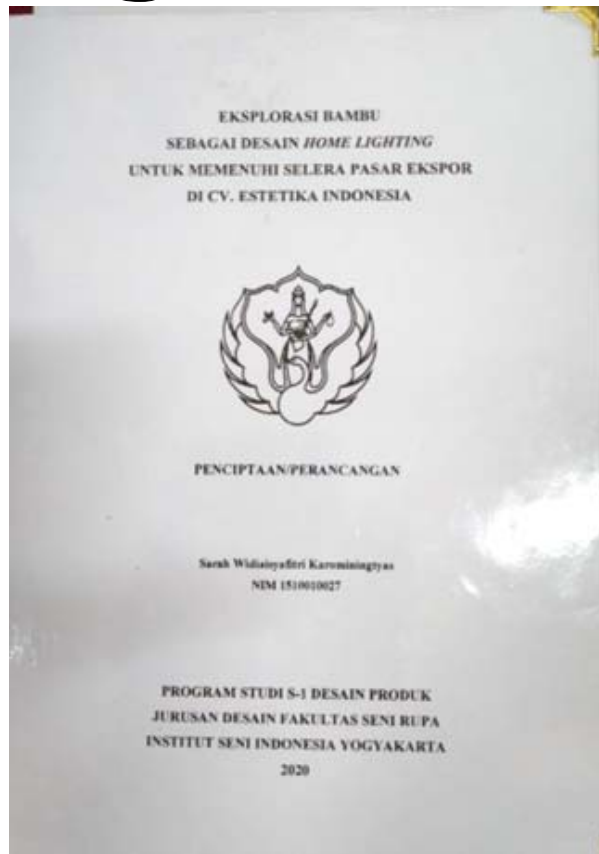 EKSPLORASI BAMBU
SEBAGAI DESAIN HOME LIGHTING
UNTUK MEMENUHI SELERA PASAR EKSPOR
DI CV. ESTETIKA INDONESIA
PENCIPTAAN/PERANCANGAN
Sarah
NIM 1510010027
PROGRAM STUDI S-1 DESAIN PRODUK
JURUSAN DESAIN FAKULTAS SENI RUPA
INSTITUT SENI INDONESIA YOGYAKARTA
2020